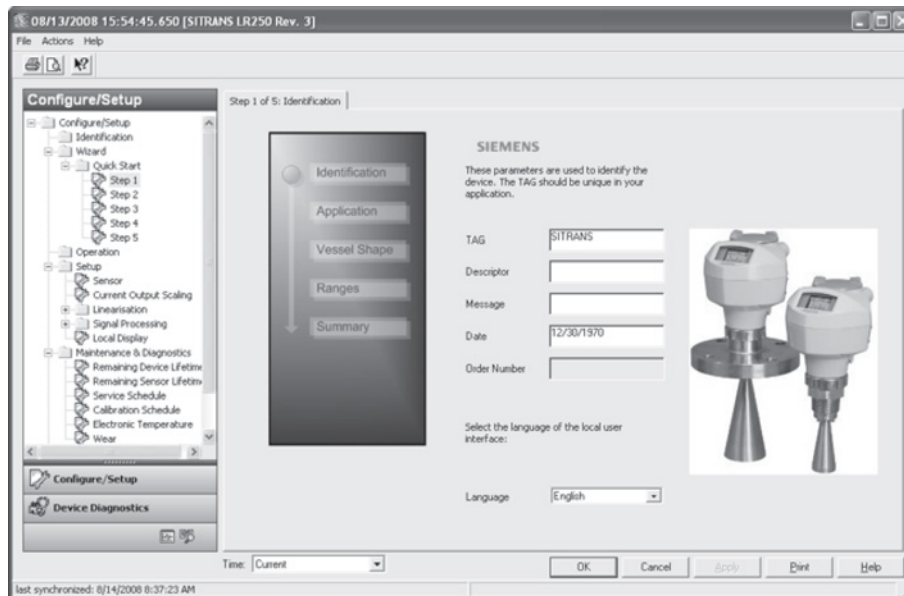 08/13/2008 15:54:45.650 [SITRANS LR250 Rev. 3]
File Actions Help
Configure/Setup
Configure/Setup
Identification
Wizard
Quick Start
Step 1
Step 2
Step 3
Step 4
Step 5
Operation
Setup
Sensor
Current Output Scaling
Linearisation
Signal Processing
Local Display
Maintenance & Diagnostics
Remaining Device Lifetime
Remaining Sensor Lifetime
Service Schedule
Calibration Schedule
Electronic Temperature
Wear
Configure/Setup
Device Diagnostics
Step 1 of 5: Identification
Identification
Application
Vessel Shape
Ranges
Summary
SIEMENS
These parameters are used to identify the
device. The TAG should be unique in your
application.
TAG SITRANS
Descriptor
Message
Date 12/30/1970
Order Number
Select the language of the local user
interface:
Language English
Time: Current
OK Cancel Apply Print Help
last synchronized: 8/14/2008 8:37:23 AM